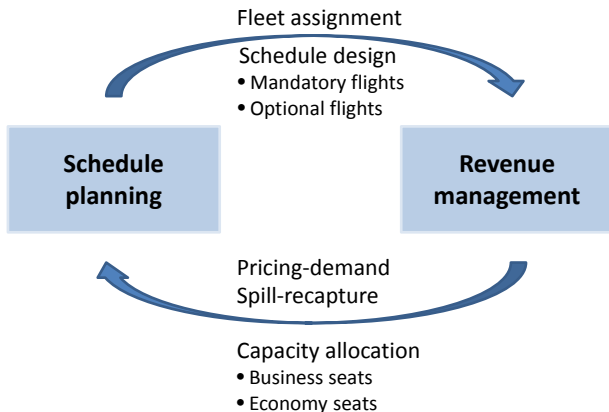 Fleet assignment
Schedule design
• Mandatory flights
• Optional flights
Schedule
planning
Revenue
management
Pricing-demand
Spill-recapture
Capacity allocation
• Business seats
• Economy seats